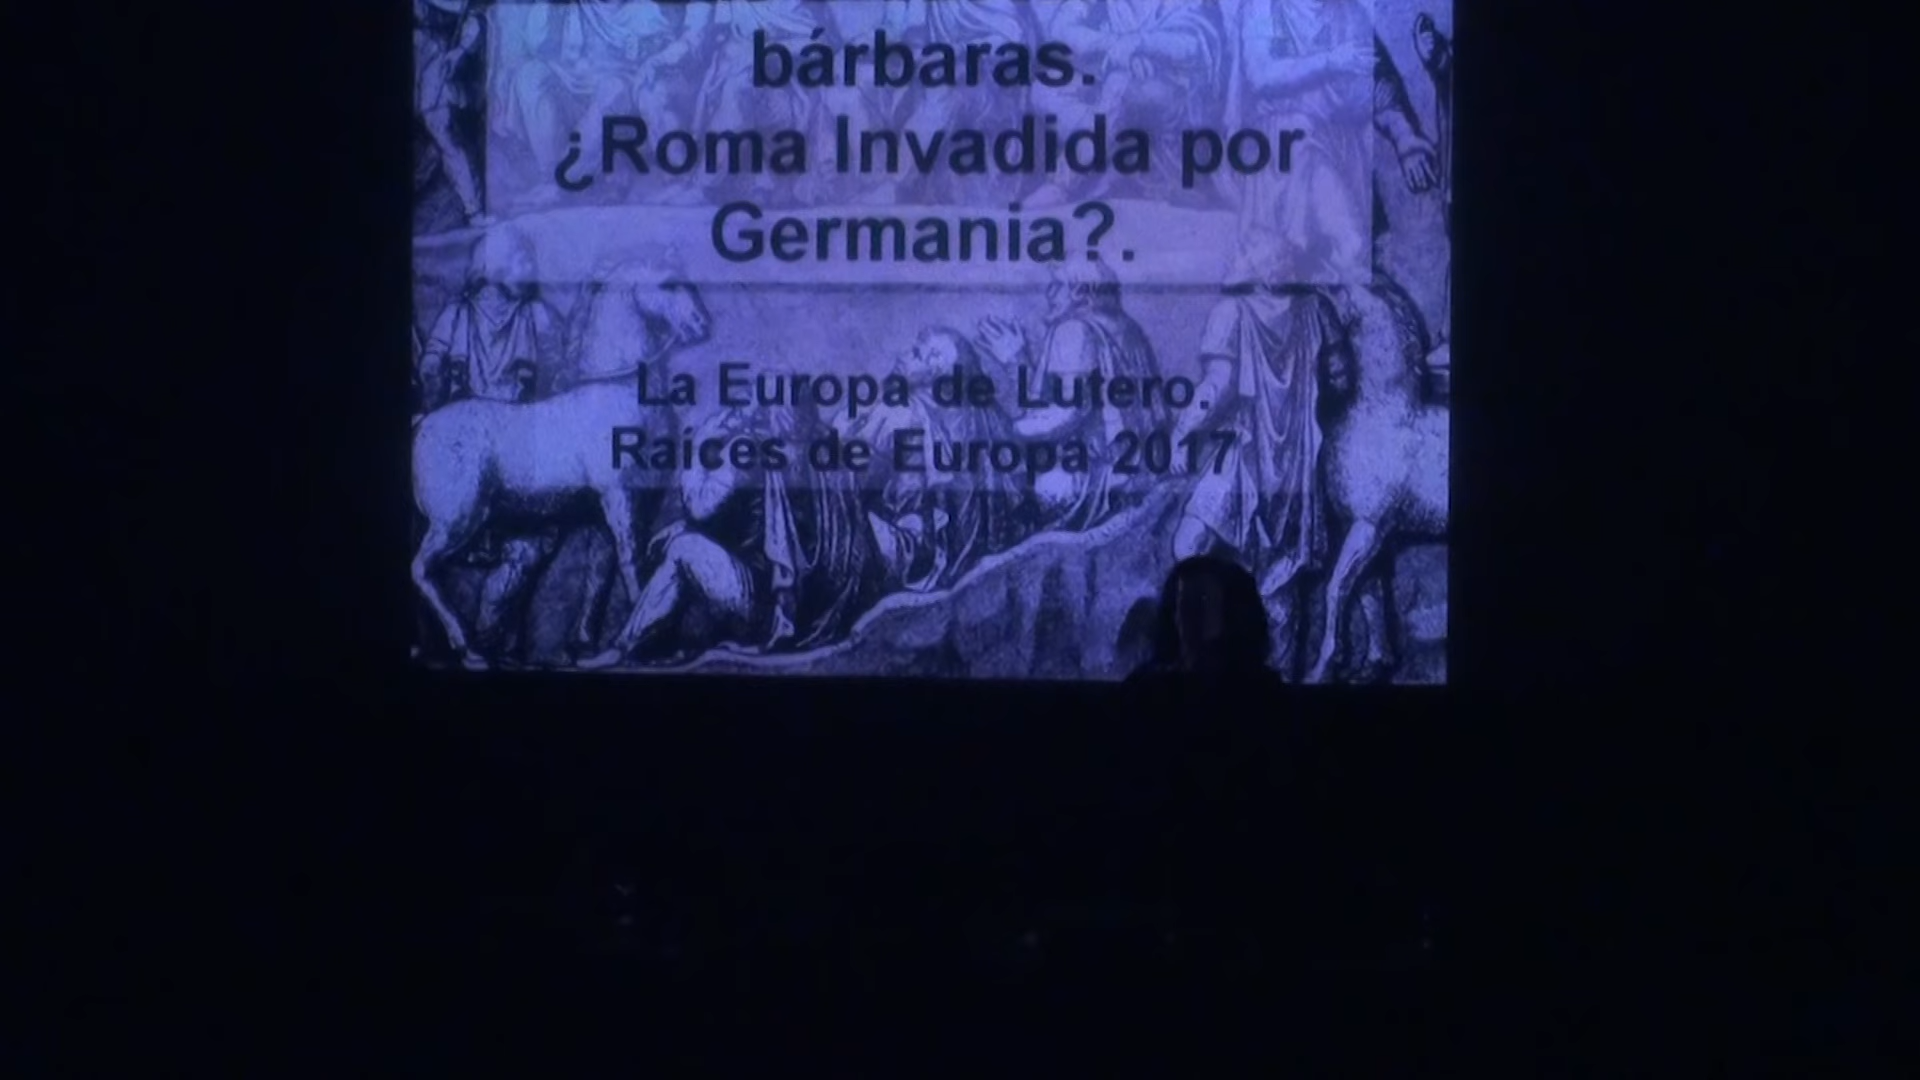 bárbaras.
¿Roma Invadida por
Germania?.
La Europa de Lutero.
Raíces de Europa 2017